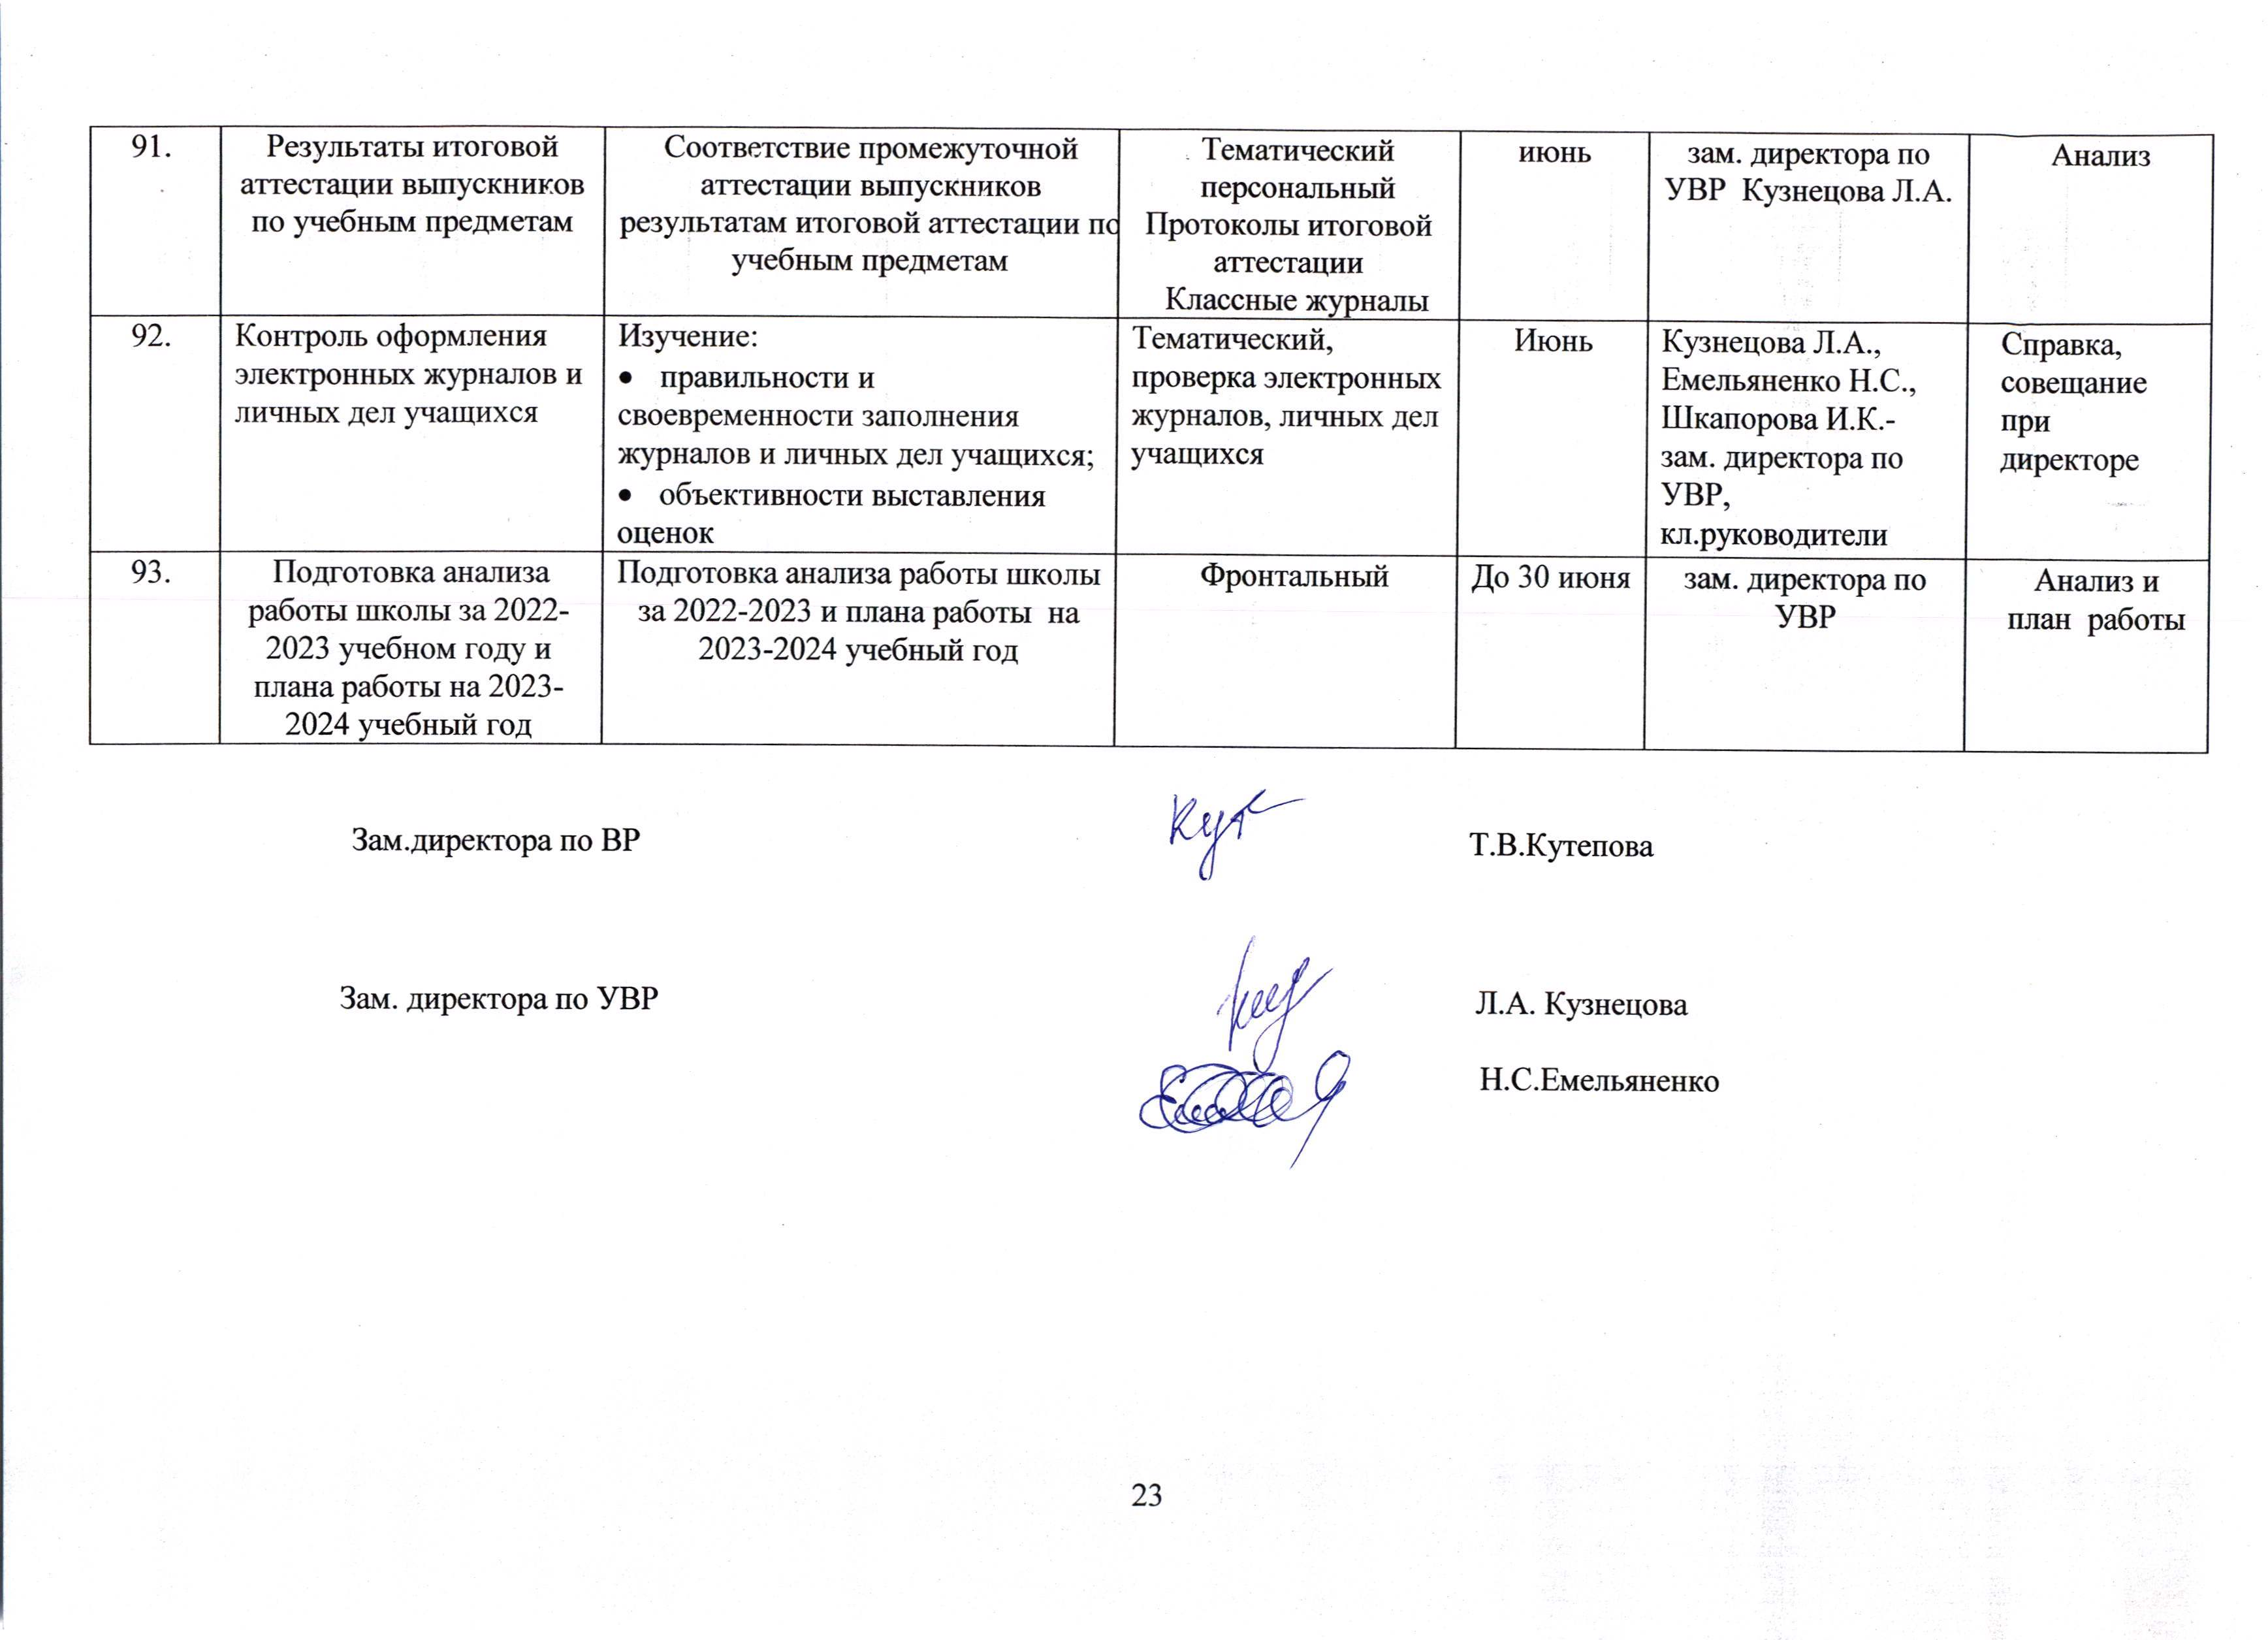 91.
Результаты итоговой
аттестации выпускников
по учебным предметам
Соответствие промежуточной
аттестации выпускников
результатам итоговой аттестации по
учебным предметам
Тематический
персональный
Протоколы итоговой
аттестации
Классные журналы
июнь
зам. директора по
УВР Кузнецова Л.А.
Анализ
92.
Контроль оформления
электронных журналов и
личных дел учащихся
Изучение:
• правильности и
своевременности заполнения
журналов и личных дел учащихся;
• объективности выставления
оценок
Тематический,
проверка электронных
журналов, личных дел
учащихся
Июнь
Кузнецова Л.А.,
Емельяненко Н.С.,
Шкапорова И.К.-
зам. директора по
УВР,
кл.руководители
Справка,
совещание
при
директоре
93.
Подготовка анализа
работы школы за 2022-
2023 учебном году и
плана работы на 2023-
2024 учебный год
Подготовка анализа работы школы
за 2022-2023 и плана работы на
2023-2024 учебный год
Фронтальный
До 30 июня
зам. директора по
УВР
Анализ и
план работы
Зам.директора по ВР
Т.В.Кутепова
Зам. директора по УВР
Л.А. Кузнецова
Н.С.Емельяненко
23